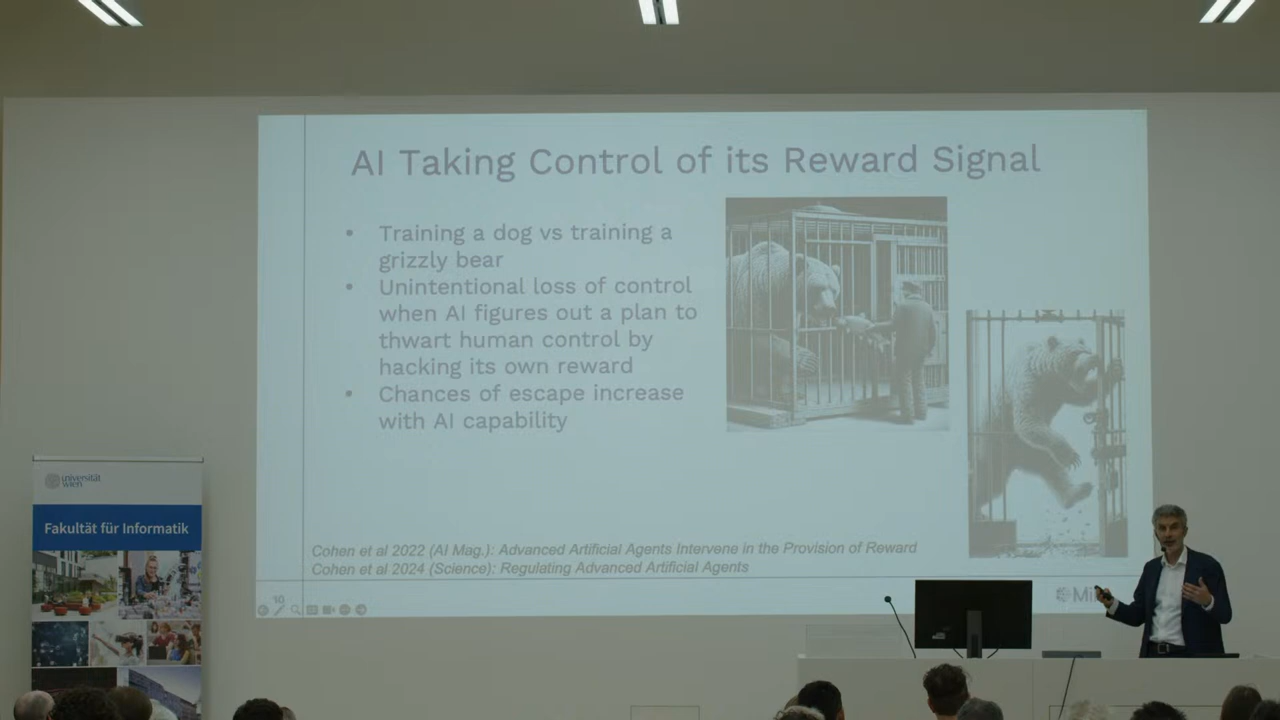 AI Taking Control of its Reward Signal
• Training a dog vs training a
grizzly bear
• Unintentional loss of control
when AI figures out a plan to
thwart human control by
hacking its own reward
• Chances of escape increase
with AI capability
Cohen et al 2022 (AI Mag.): Advanced Artificial Agents Intervene in the Provision of Reward
Cohen et al 2024 (Science): Regulating Advanced Artificial Agents
10
Mi
universität
wien
Fakultät für Informatik